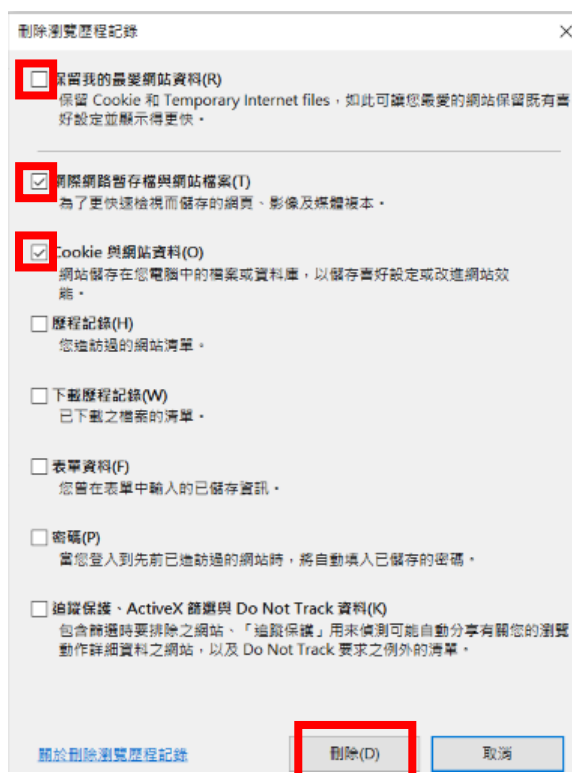 刪除瀏覽歷程記錄
保留我的最愛網站資料(R)
保留 Cookie 和 Temporary Internet files，如此可讓您最愛的網站保留既有喜
好設定並顯示得更快。
網際網路暫存檔與網站檔案(T)
為了更快速檢視而儲存的網頁、影像及媒體複本。
Cookie 與網站資料(O)
網站儲存在您電腦中的檔案或資料庫，以儲存喜好設定或改進網站效
能。
歷程記錄(H)
您造訪過的網站清單。
下載歷程記錄(W)
已下載之檔案的清單。
表單資料(F)
您曾在表單中輸入的已儲存資訊。
密碼(P)
當您登入到先前已造訪過的網站時，將自動填入已儲存的密碼。
追蹤保護、ActiveX 篩選與 Do Not Track 資料(K)
包含篩選時要排除之網站、「追蹤保護」用來偵測可能自動分享有關您的瀏覽
動作詳細資料之網站，以及 Do Not Track 要求之例外的清單。
關於刪除瀏覽歷程記錄
刪除(D)
取消